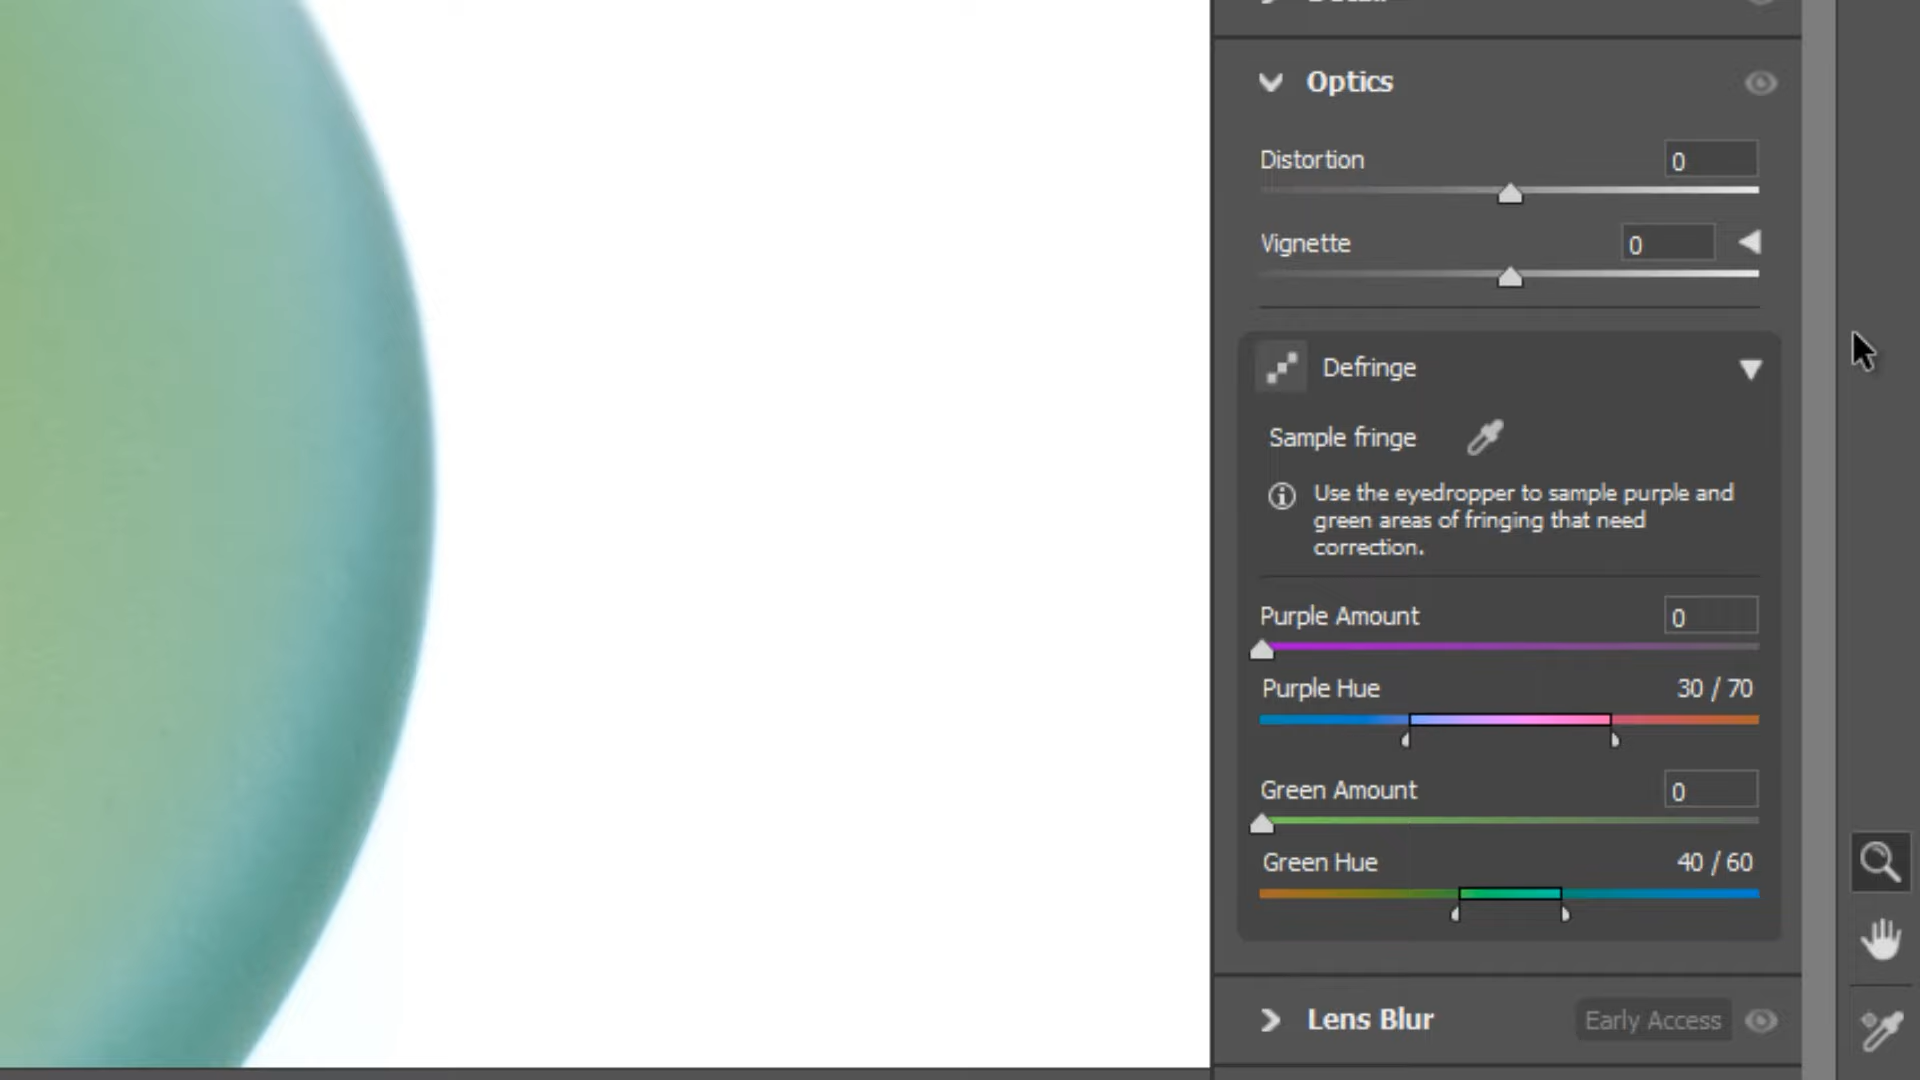 Optics
Distortion 0
Vignette 0
Defringe
Sample fringe
Use the eyedropper to sample purple and
green areas of fringing that need
correction.
Purple Amount 0
Purple Hue 30 / 70
Green Amount 0
Green Hue 40 / 60
Lens Blur Early Access